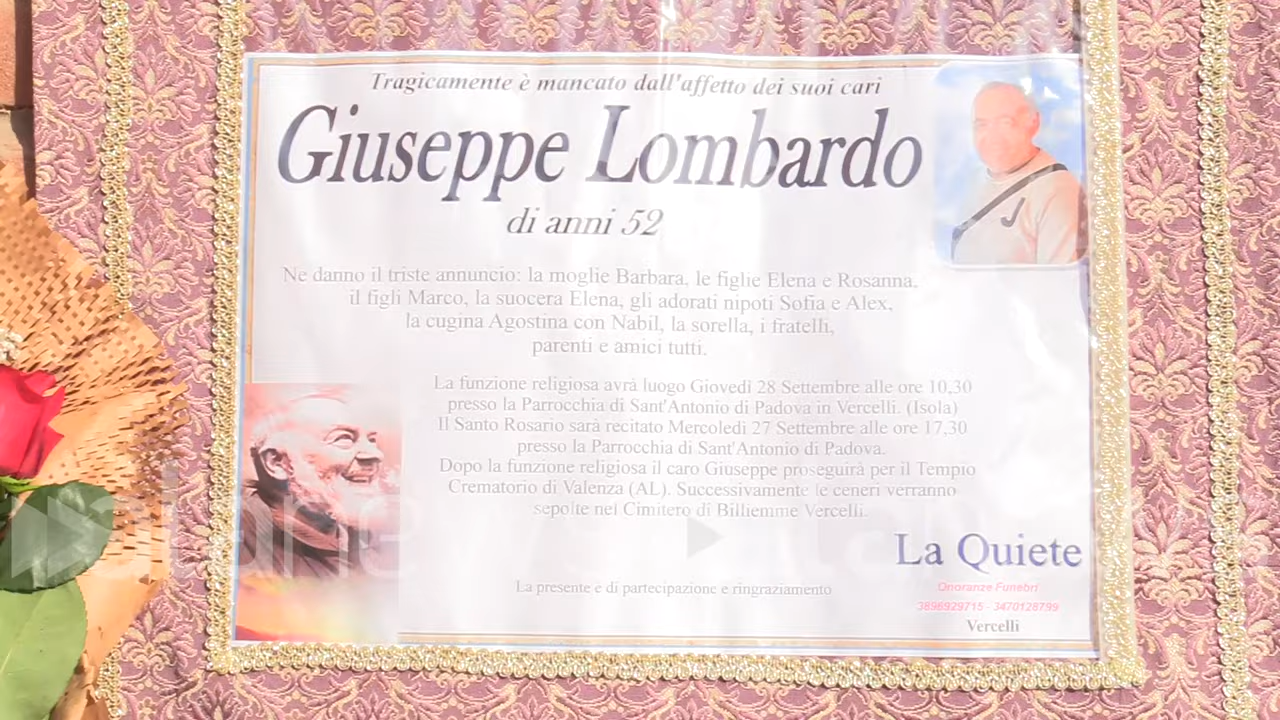 Tragicamente è mancato dall'affetto dei suoi cari
Giuseppe Lombardo
di anni 52
Ne danno il triste annuncio: la moglie Barbara, le figlie Elena e Rosanna,
il figli Marco, la suocera Elena, gli adorati nipoti Sofia e Alex,
la cugina Agostina con Nabil, la sorella, i fratelli,
parenti e amici tutti.
La funzione religiosa avrà luogo Giovedì 28 Settembre alle ore 10,30
presso la Parrocchia di Sant'Antonio di Padova in Vercelli. (Isola)
Il Santo Rosario sarà recitato Mercoledì 27 Settembre alle ore 17,30
presso la Parrocchia di Sant'Antonio di Padova.
Dopo la funzione religiosa il caro Giuseppe proseguirà per il Tempio
Crematorio di Valenza (AL). Successivamente le ceneri verranno
sepolte nel Cimitero di Billiemme Vercelli.
La Quiete
La presente e di partecipazione e ringraziamento
Onoranze Funebri
3896929715 - 3470128799
Vercelli